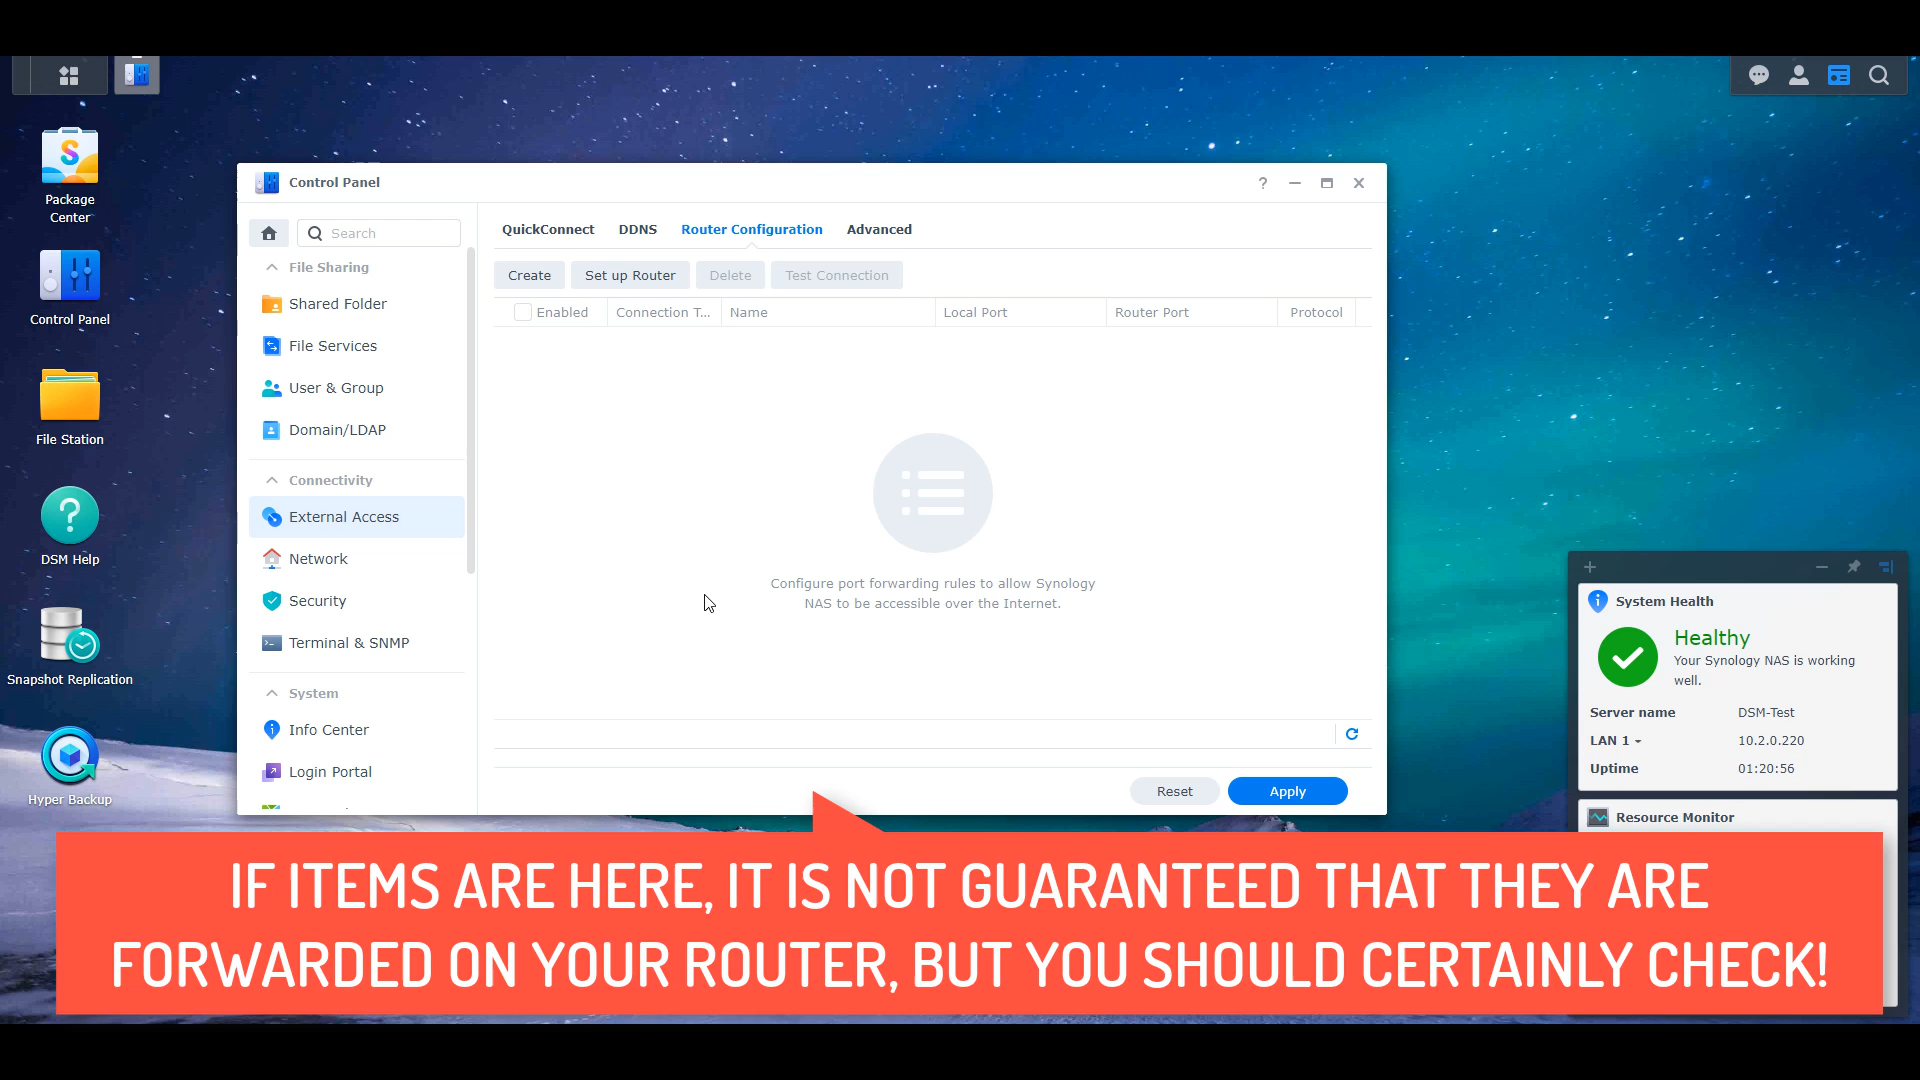 Package
Center
Control Panel
File Station
DSM Help
Snapshot Replication
Hyper Backup
Control Panel
Search
File Sharing
Shared Folder
File Services
User & Group
Domain/LDAP
Connectivity
External Access
Network
Security
Terminal & SNMP
System
Info Center
Login Portal
QuickConnect DDNS Router Configuration Advanced
Create Set up Router Delete Test Connection
Enabled Connection T... Name Local Port Router Port Protocol
Configure port forwarding rules to allow Synology
NAS to be accessible over the Internet.
Reset Apply
System Health
Healthy
Your Synology NAS is working
well.
Server name DSM-Test
LAN 1 10.2.0.220
Uptime 01:20:56
Resource Monitor
IF ITEMS ARE HERE, IT IS NOT GUARANTEED THAT THEY ARE
FORWARDED ON YOUR ROUTER, BUT YOU SHOULD CERTAINLY CHECK!